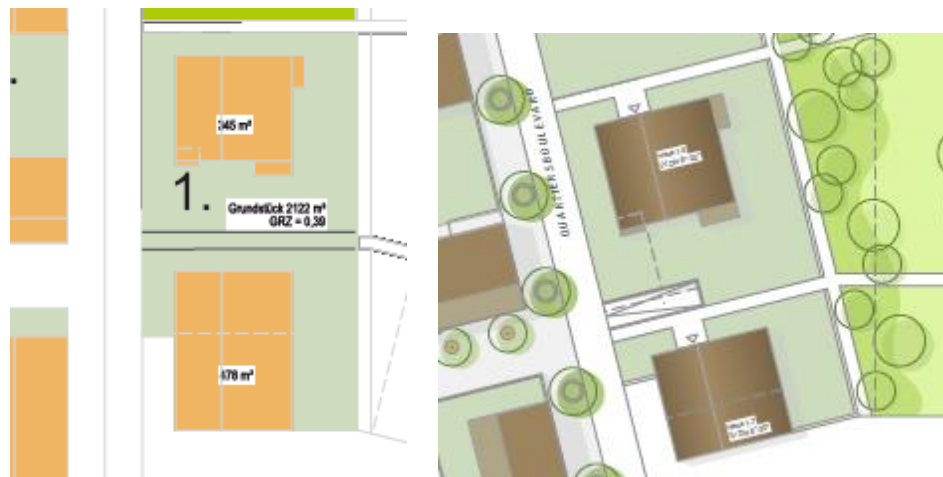 345 m²
1.
Grundstück 2122 m²
GRZ = 0,39
478 m²
QUARTIERSBOULEVARD